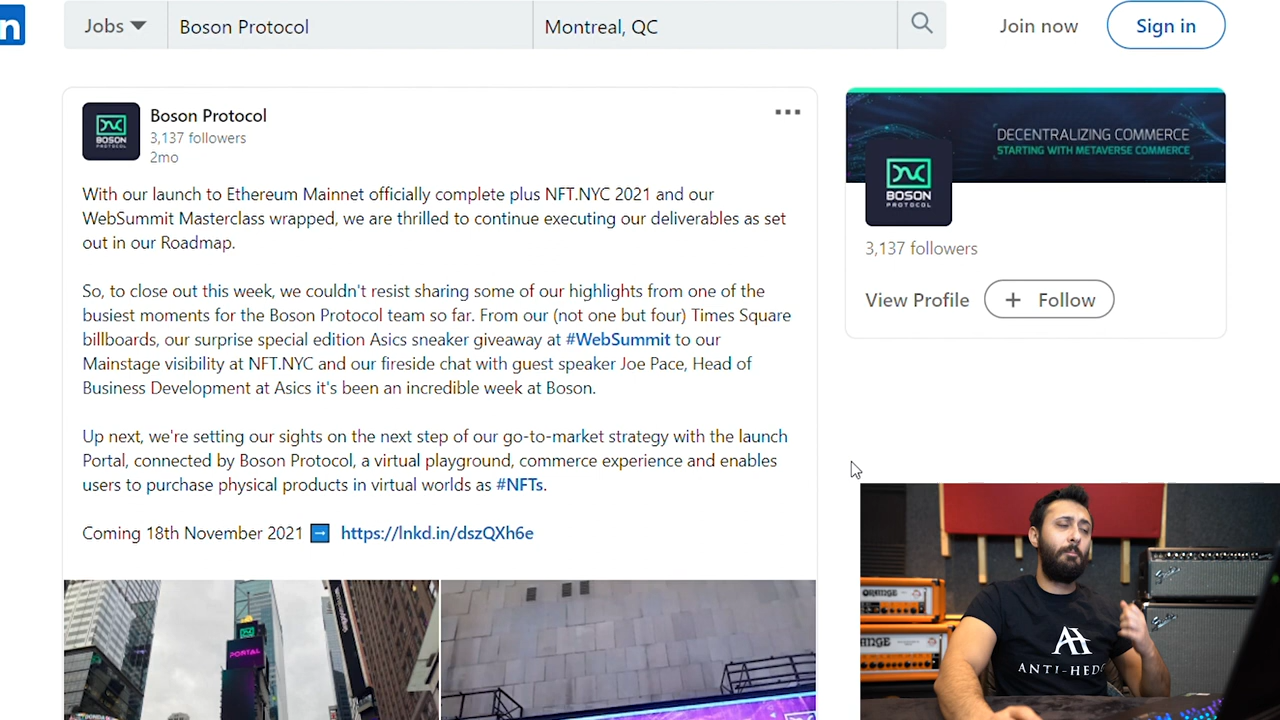 n
Jobs
Boson Protocol
Montreal, QC
Join now
Sign in
Boson Protocol
3,137 followers
2mo
BOSON
PROTOCOL
With our launch to Ethereum Mainnet officially complete plus NFT.NYC 2021 and our
WebSummit Masterclass wrapped, we are thrilled to continue executing our deliverables as set
out in our Roadmap.
So, to close out this week, we couldn't resist sharing some of our highlights from one of the
busiest moments for the Boson Protocol team so far. From our (not one but four) Times Square
billboards, our surprise special edition Asics sneaker giveaway at #WebSummit to our
Mainstage visibility at NFT.NYC and our fireside chat with guest speaker Joe Pace, Head of
Business Development at Asics it's been an incredible week at Boson.
Up next, we're setting our sights on the next step of our go-to-market strategy with the launch
Portal, connected by Boson Protocol, a virtual playground, commerce experience and enables
users to purchase physical products in virtual worlds as #NFTs.
Coming 18th November 2021 https://lnkd.in/dszQXh6e
PORTAL
DECENTRALIZING COMMERCE
STARTING WITH METAVERSE COMMERCE
BOSON
PROTOCOL
3,137 followers
View Profile
+ Follow
ORANGE
Fender
Fender
AH